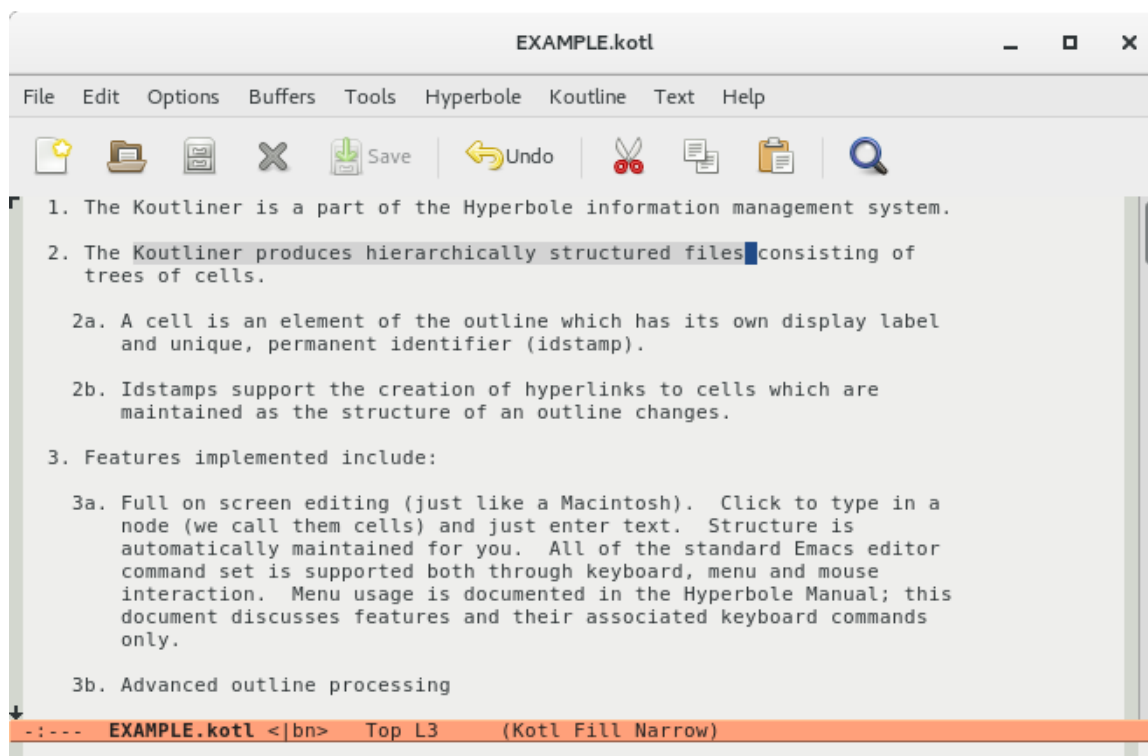 EXAMPLE.kotl
File Edit Options Buffers Tools Hyperbole Koutline Text Help
Save Undo
1. The Koutliner is a part of the Hyperbole information management system.
2. The Koutliner produces hierarchically structured files consisting of
trees of cells.
2a. A cell is an element of the outline which has its own display label
and unique, permanent identifier (idstamp).
2b. Idstamps support the creation of hyperlinks to cells which are
maintained as the structure of an outline changes.
3. Features implemented include:
3a. Full on screen editing (just like a Macintosh).  Click to type in a
node (we call them cells) and just enter text.  Structure is
automatically maintained for you.  All of the standard Emacs editor
command set is supported both through keyboard, menu and mouse
interaction.  Menu usage is documented in the Hyperbole Manual; this
document discusses features and their associated keyboard commands
only.
3b. Advanced outline processing
-:---  EXAMPLE.kotl <|bn>   Top L3     (Kotl Fill Narrow)